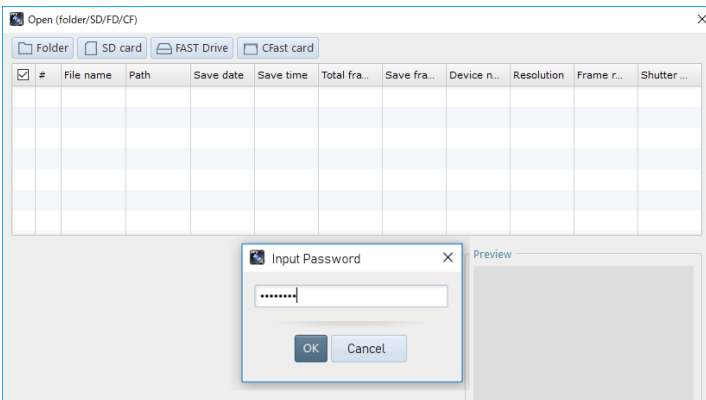 Open (folder/SD/FD/CF)
Folder SD card FAST Drive CFast card
# File name Path Save date Save time Total fra... Save fra... Device n... Resolution Frame r... Shutter ...
Input Password
Preview
••••••••
OK Cancel